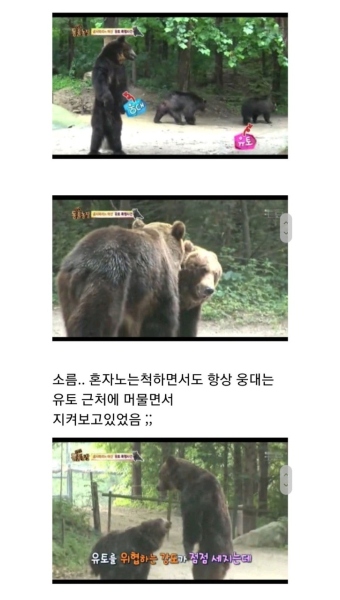 웅대
유토
소름.. 혼자노는척하면서도 항상 웅대는
유토 근처에 머물면서
지켜보고있었음 ;;
유토를 위협하는 강도가 점점 세지는데